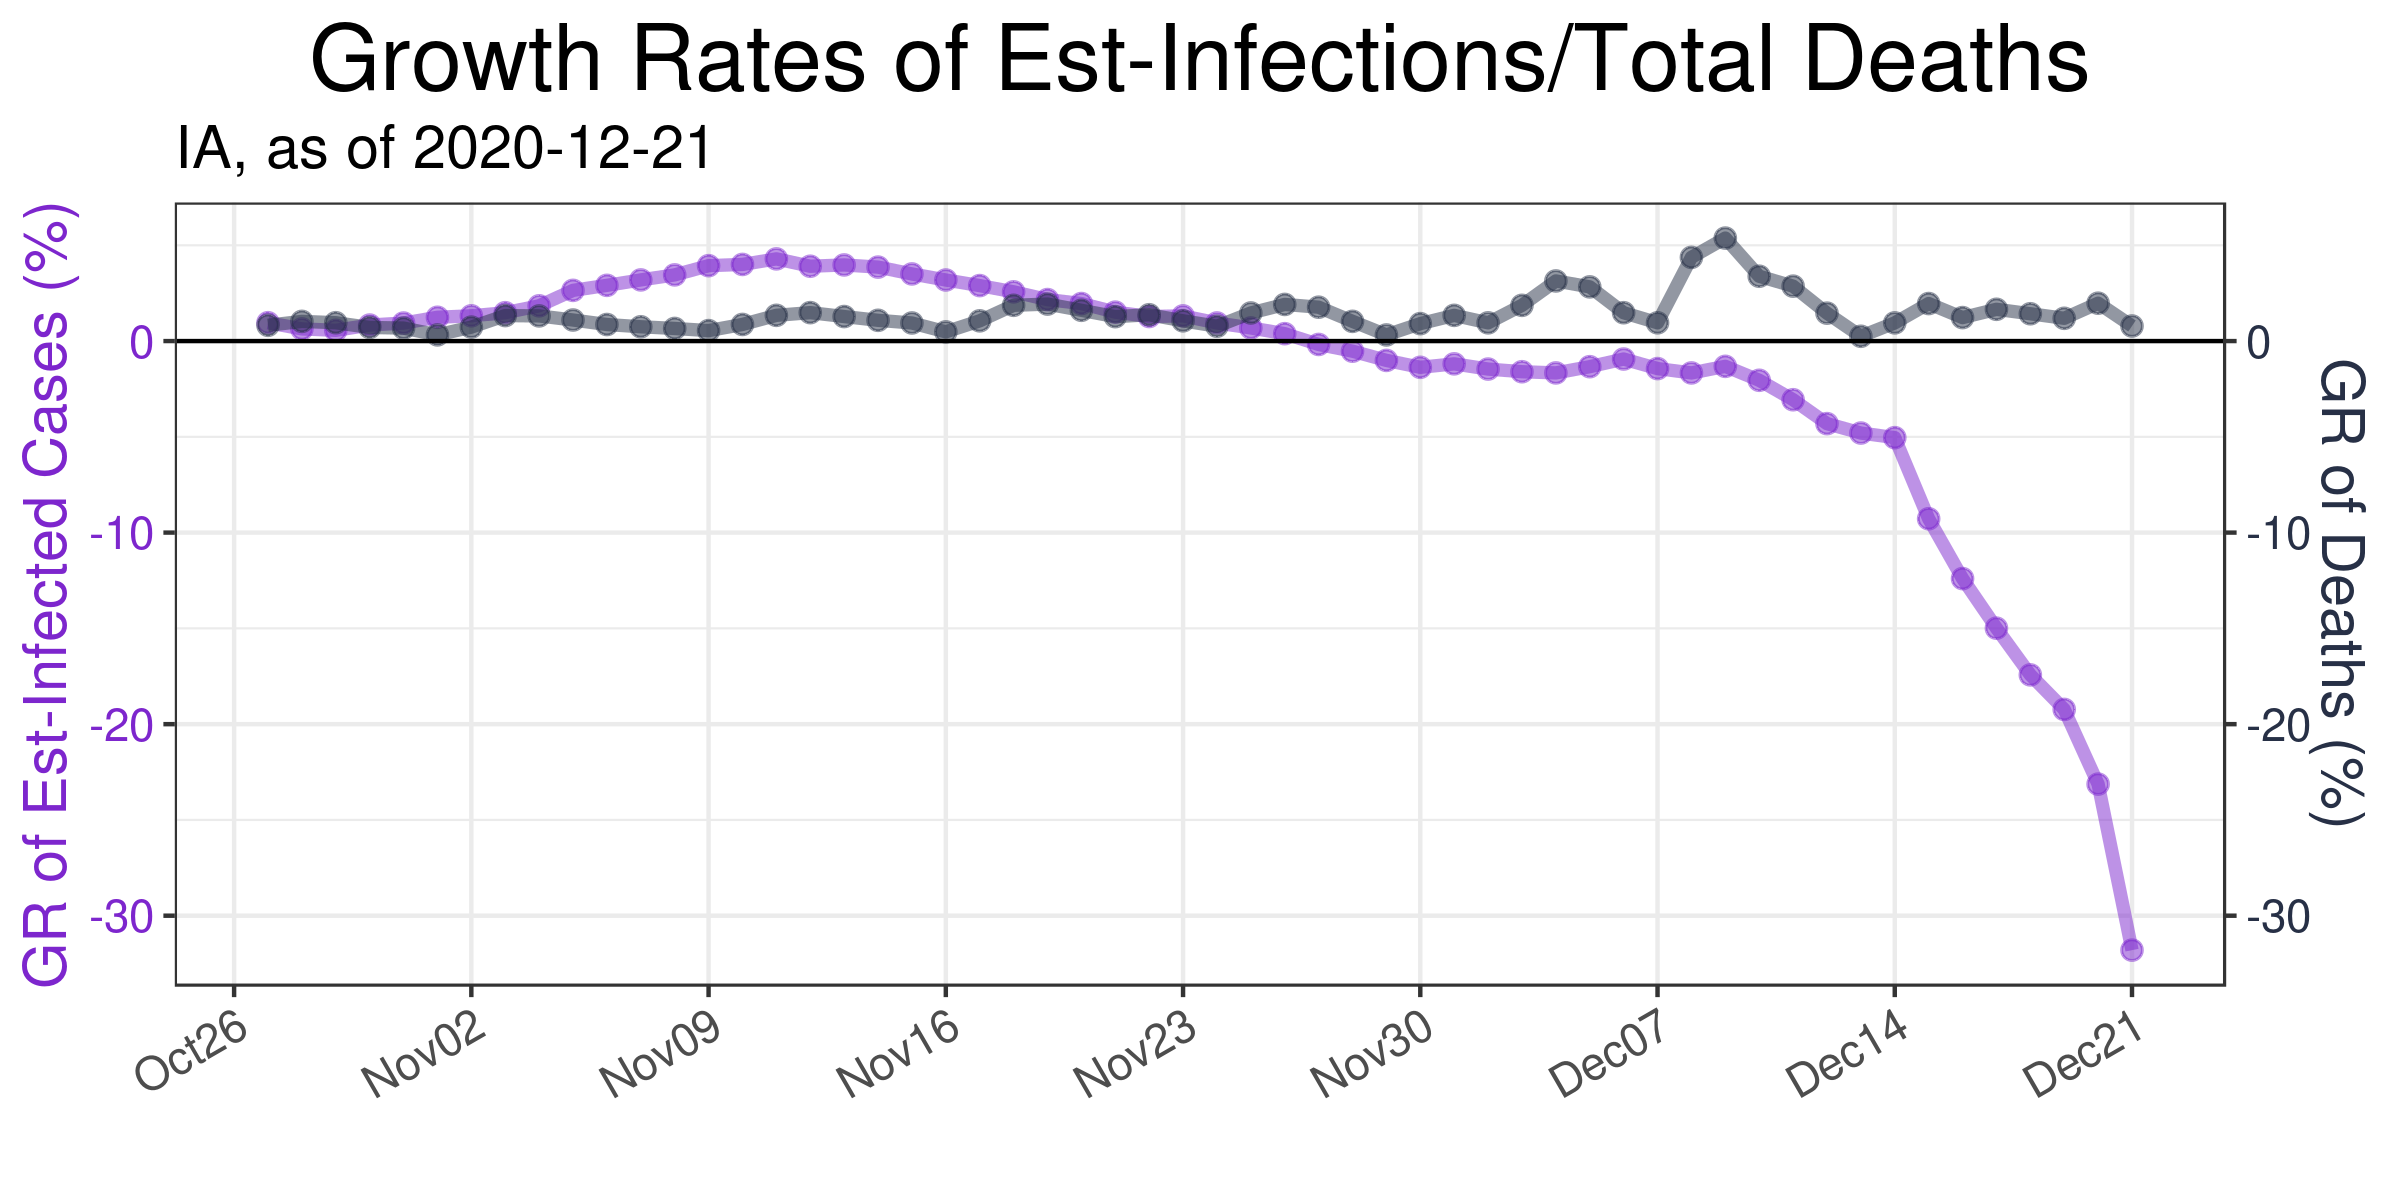 Growth Rates of Est-Infections/Total Deaths
IA, as of 2020-12-21
GR of Est-Infected Cases (%)
0
-10
-20
-30
0
-10
-20
-30
GR of Deaths (%)
Oct26
Nov02
Nov09
Nov16
Nov23
Nov30
Dec07
Dec14
Dec21